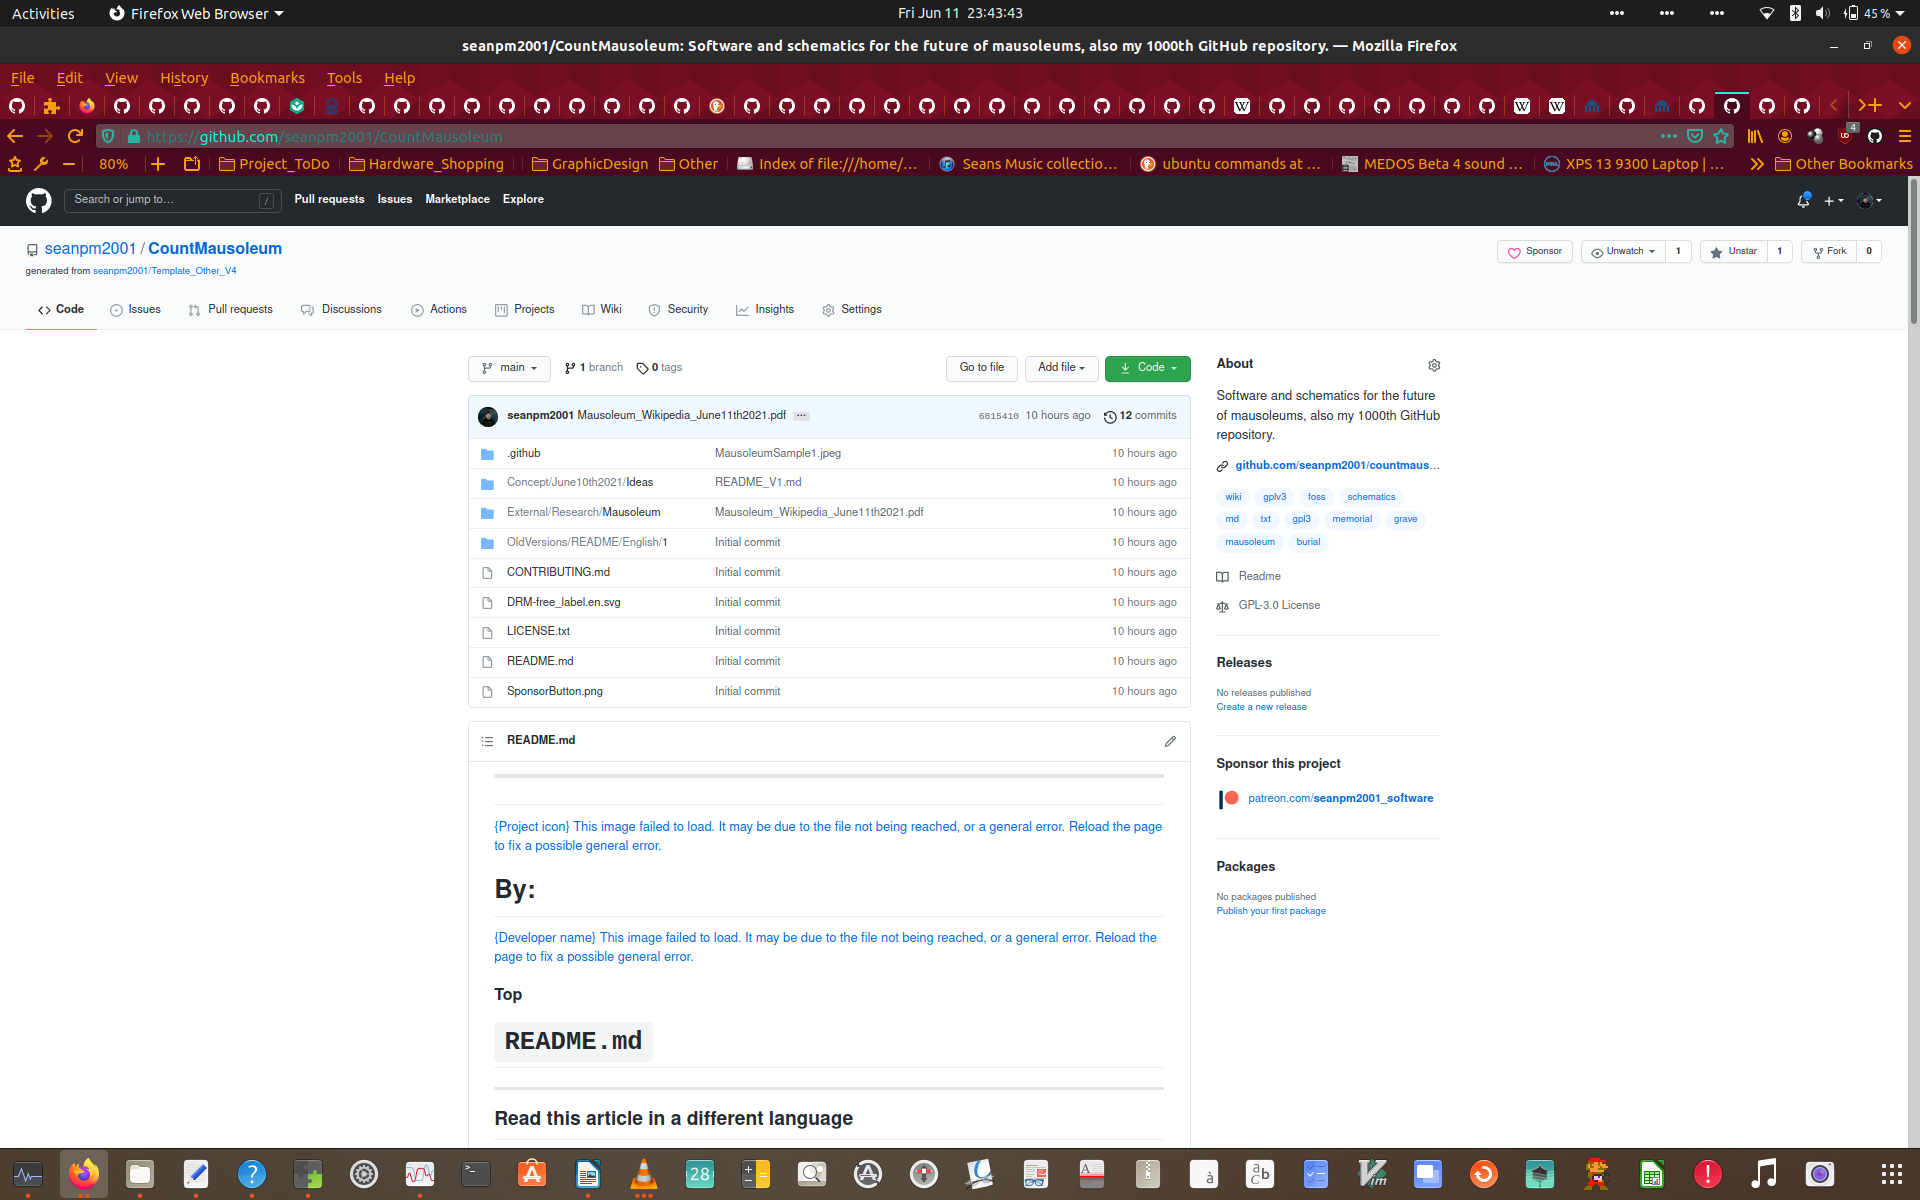 Activities Firefox Web Browser Fri Jun 11 23:43:43 45 %
seanpm2001/CountMausoleum: Software and schematics for the future of mausoleums, also my 1000th GitHub repository. — Mozilla Firefox
File Edit View History Bookmarks Tools Help
https://github.com/seanpm2001/CountMausoleum 4
80% Project_ToDo Hardware_Shopping GraphicDesign Other Index of file:///home/... Seans Music collectio... ubuntu commands at ... MEDOS Beta 4 sound ... XPS 13 9300 Laptop | ... Other Bookmarks
Search or jump to... / Pull requests Issues Marketplace Explore
seanpm2001 / CountMausoleum Sponsor Unwatch 1 Unstar 1 Fork 0
generated from seanpm2001/Template_Other_V4
Code Issues Pull requests Discussions Actions Projects Wiki Security Insights Settings
main 1 branch 0 tags Go to file Add file Code
seanpm2001 Mausoleum_Wikipedia_June11th2021.pdf ... 6815410 10 hours ago 12 commits
.github MausoleumSample1.jpeg 10 hours ago
Concept/June10th2021/Ideas README_V1.md 10 hours ago
External/Research/Mausoleum Mausoleum_Wikipedia_June11th2021.pdf 10 hours ago
OldVersions/README/English/1 Initial commit 10 hours ago
CONTRIBUTING.md Initial commit 10 hours ago
DRM-free_label.en.svg Initial commit 10 hours ago
LICENSE.txt Initial commit 10 hours ago
README.md Initial commit 10 hours ago
SponsorButton.png Initial commit 10 hours ago
README.md
{Project icon} This image failed to load. It may be due to the file not being reached, or a general error. Reload the page
to fix a possible general error.
By:
{Developer name} This image failed to load. It may be due to the file not being reached, or a general error. Reload the
page to fix a possible general error.
Top
README.md
Read this article in a different language
About
Software and schematics for the future
of mausoleums, also my 1000th GitHub
repository.
github.com/seanpm2001/countmaus...
wiki gplv3 foss schematics
md txt gpl3 memorial grave
mausoleum burial
Readme
GPL-3.0 License
Releases
No releases published
Create a new release
Sponsor this project
patreon.com/seanpm2001_software
Packages
No packages published
Publish your first package
28